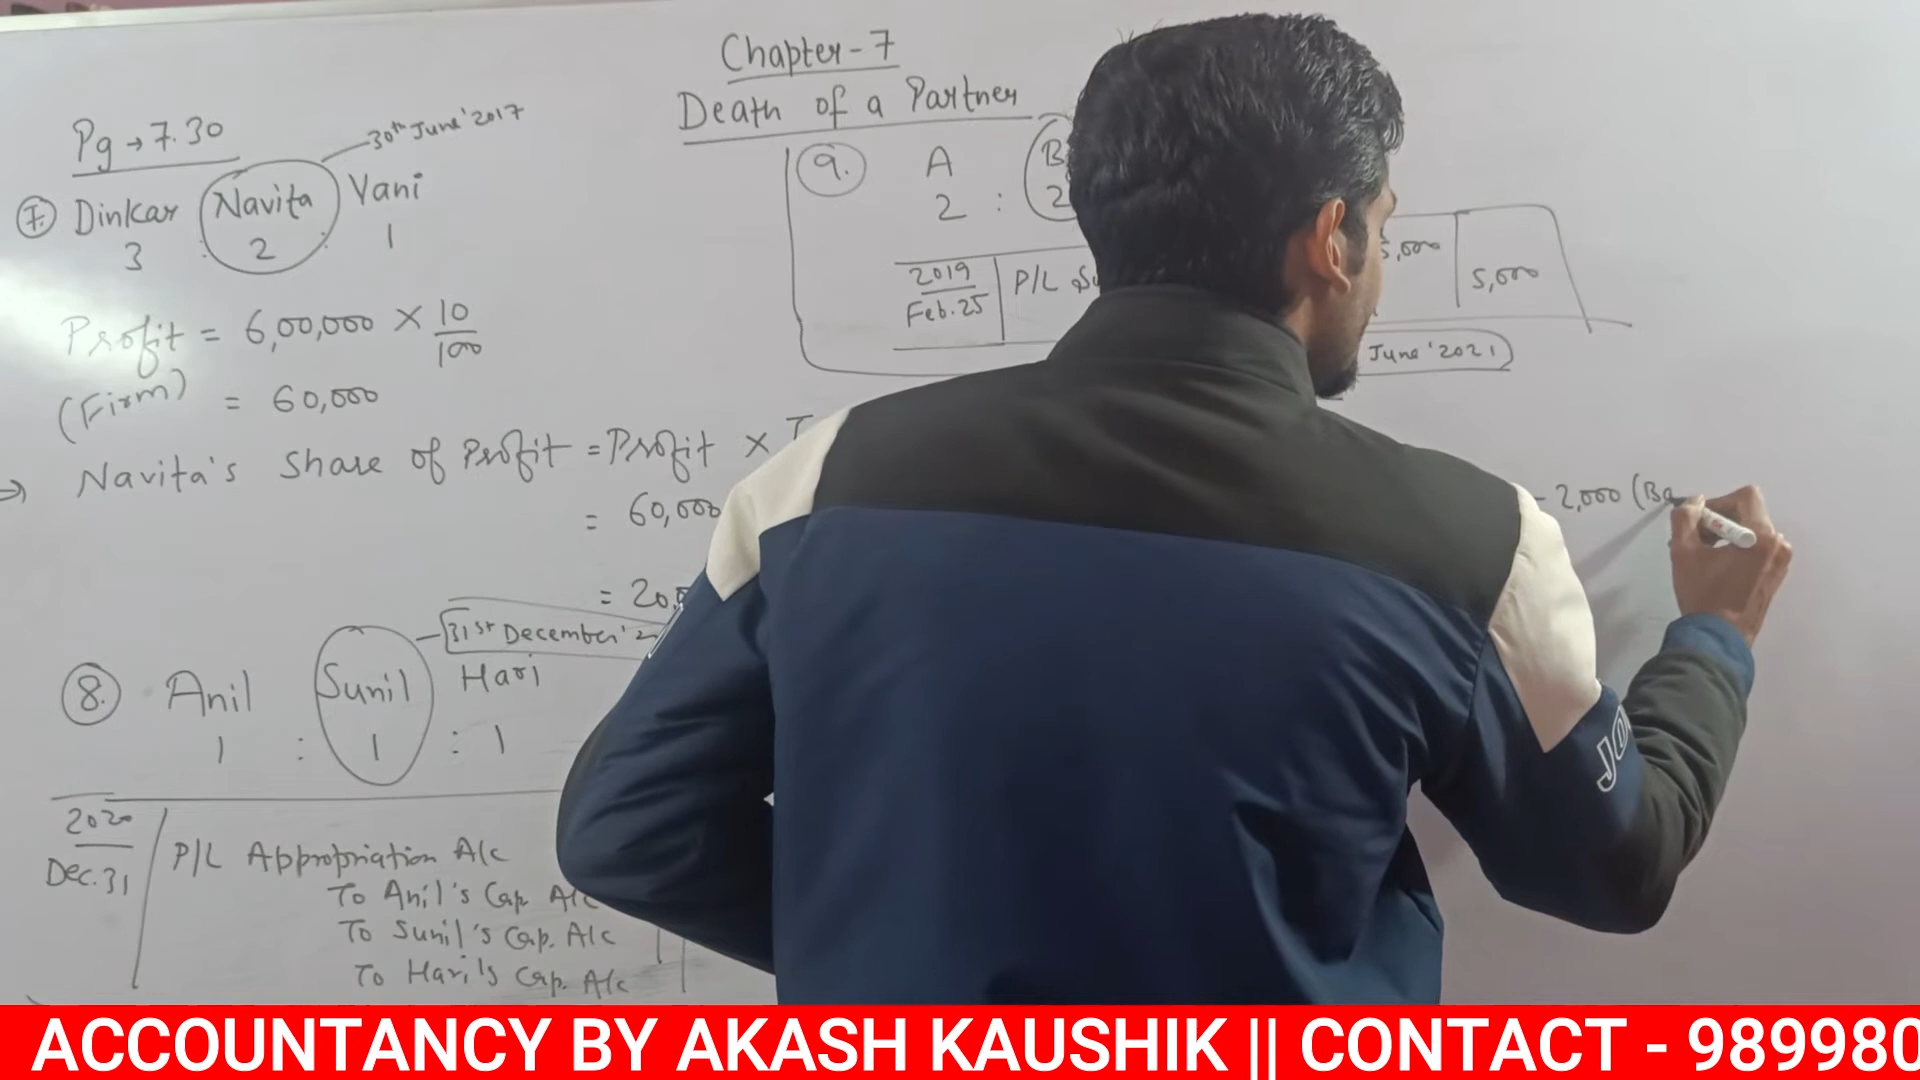 Chapter-7
Death of a Partner
Pg → 7.30
30th June'2017
7. Dinkar Navita Vani
3 : 2 : 1
Profit = 6,00,000 × 10/100
(Firm) = 60,000
⇒ Navita's Share of Profit = Profit ×
= 60,000
= 20,
8. Anil Sunil Hari
31st December'2
1 : 1 : 1
2020
Dec.31
P/L Appropriation A/c
To Anil's Cap. A/c
To Sunil's Cap. A/c
To Hari's Cap. A/c
9. A B
2 : 2
2019
Feb.25
P/L Su
5,000
5,000
June'2021
- 2,000 (Ba
JO
ACCOUNTANCY BY AKASH KAUSHIK || CONTACT - 989980